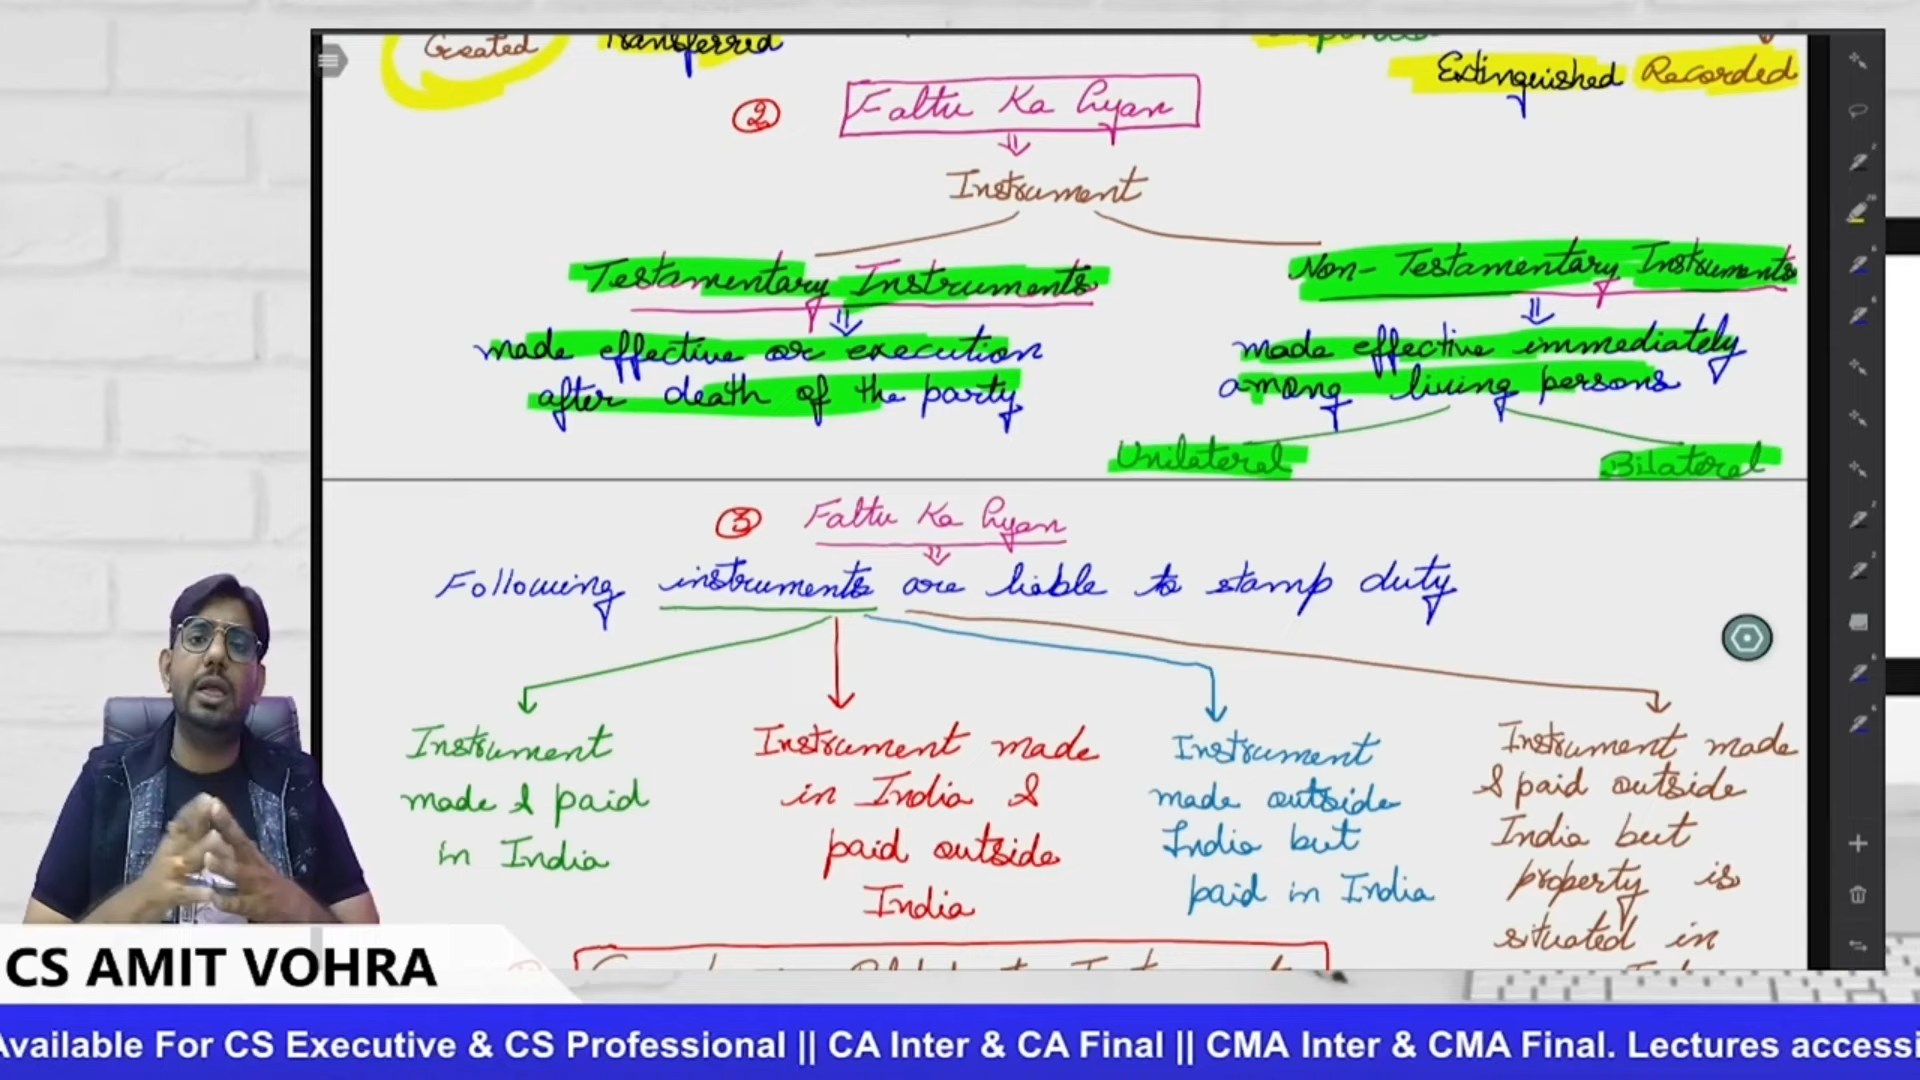 Created Transferred
Extinguished Recorded
② Faltu Ka Gyan
Instrument
Testamentary Instruments
made effective or execution
after death of the party
Non-Testamentary Instruments
made effective immediately
among living persons
Unilateral Bilateral
③ Faltu Ka Gyan
Following instruments are liable to stamp duty
Instrument
made & paid
in India
Instrument made
in India &
paid outside
India
Instrument
made outside
India but
paid in India
Instrument made
& paid outside
India but
property is
situated in
CS AMIT VOHRA
Available For CS Executive & CS Professional || CA Inter & CA Final || CMA Inter & CMA Final. Lectures accessi